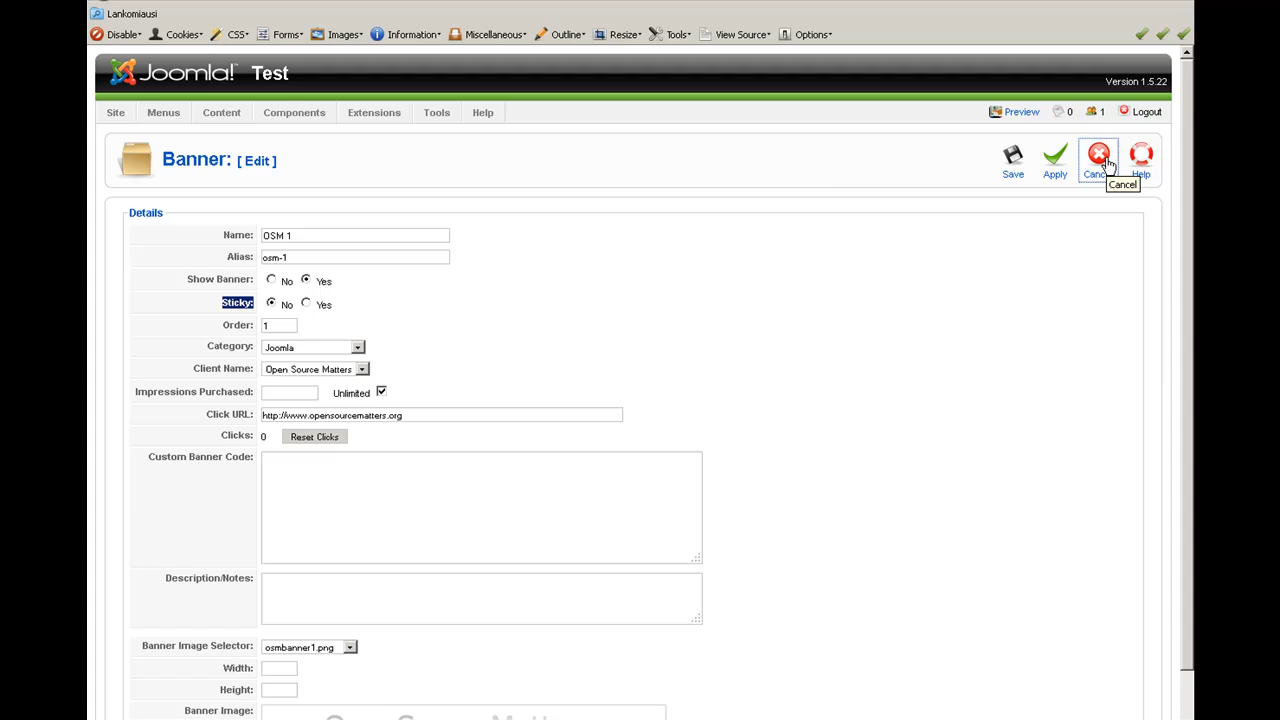 Lankomiausi
Disable Cookies CSS Forms Images Information Miscellaneous Outline Resize Tools View Source Options
Joomla! Test
Version 1.5.22
Site Menus Content Components Extensions Tools Help Preview 0 1 Logout
Banner: [ Edit ]
Save Apply Help
Cancel
Details
Name: OSM 1
Alias: osm-1
Show Banner: No Yes
Sticky: No Yes
Order: 1
Category: Joomla
Client Name: Open Source Matters
Impressions Purchased: Unlimited
Click URL: http://www.opensourcematters.org
Clicks: 0 Reset Clicks
Custom Banner Code:
Description/Notes:
Banner Image Selector: osmbanner1.png
Width:
Height:
Banner Image: